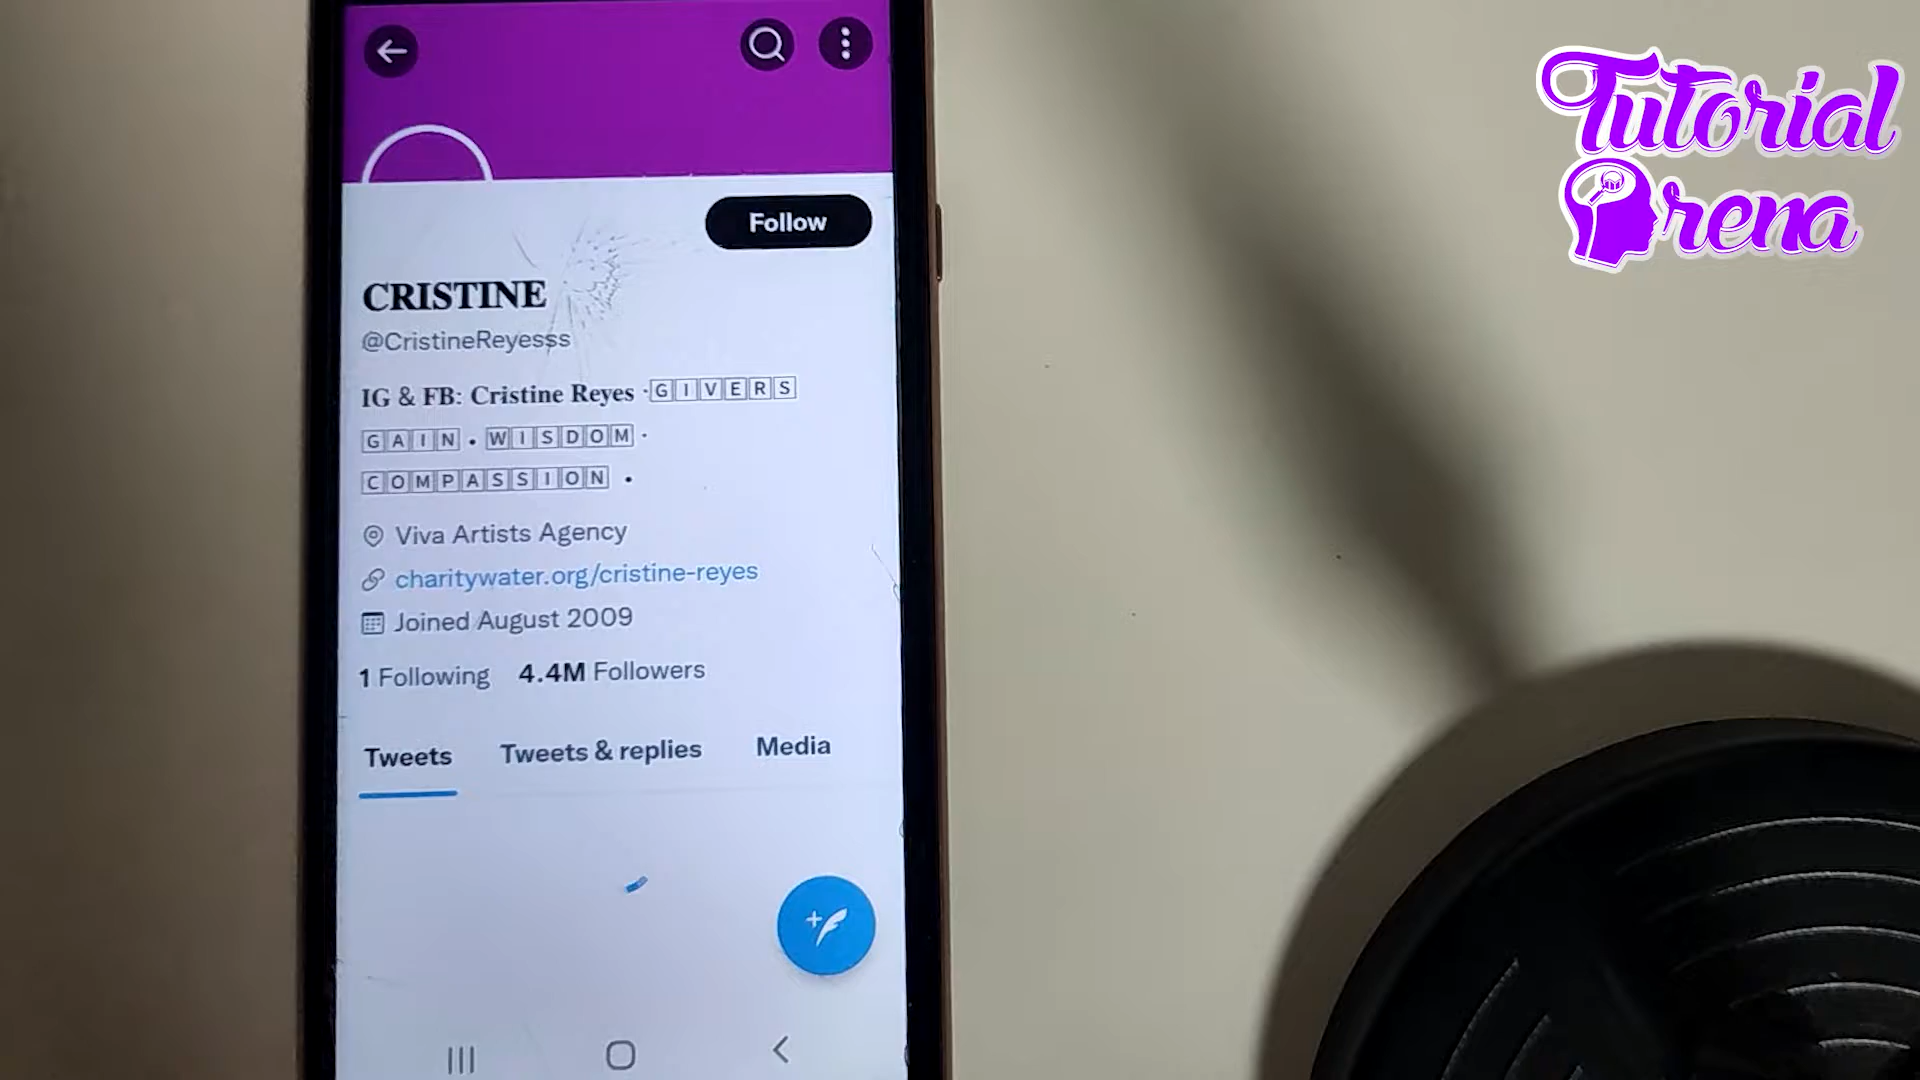 Tutorial
Arena
Follow
CRISTINE
@CristineReyesss
IG & FB: Cristine Reyes ·GIVERS
GAIN • WISDOM ·
COMPASSION •
Viva Artists Agency
charitywater.org/cristine-reyes
Joined August 2009
1 Following 4.4M Followers
Tweets Tweets & replies Media